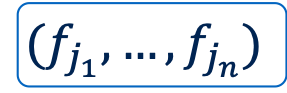 (f_{j_1}, ..., f_{j_n})